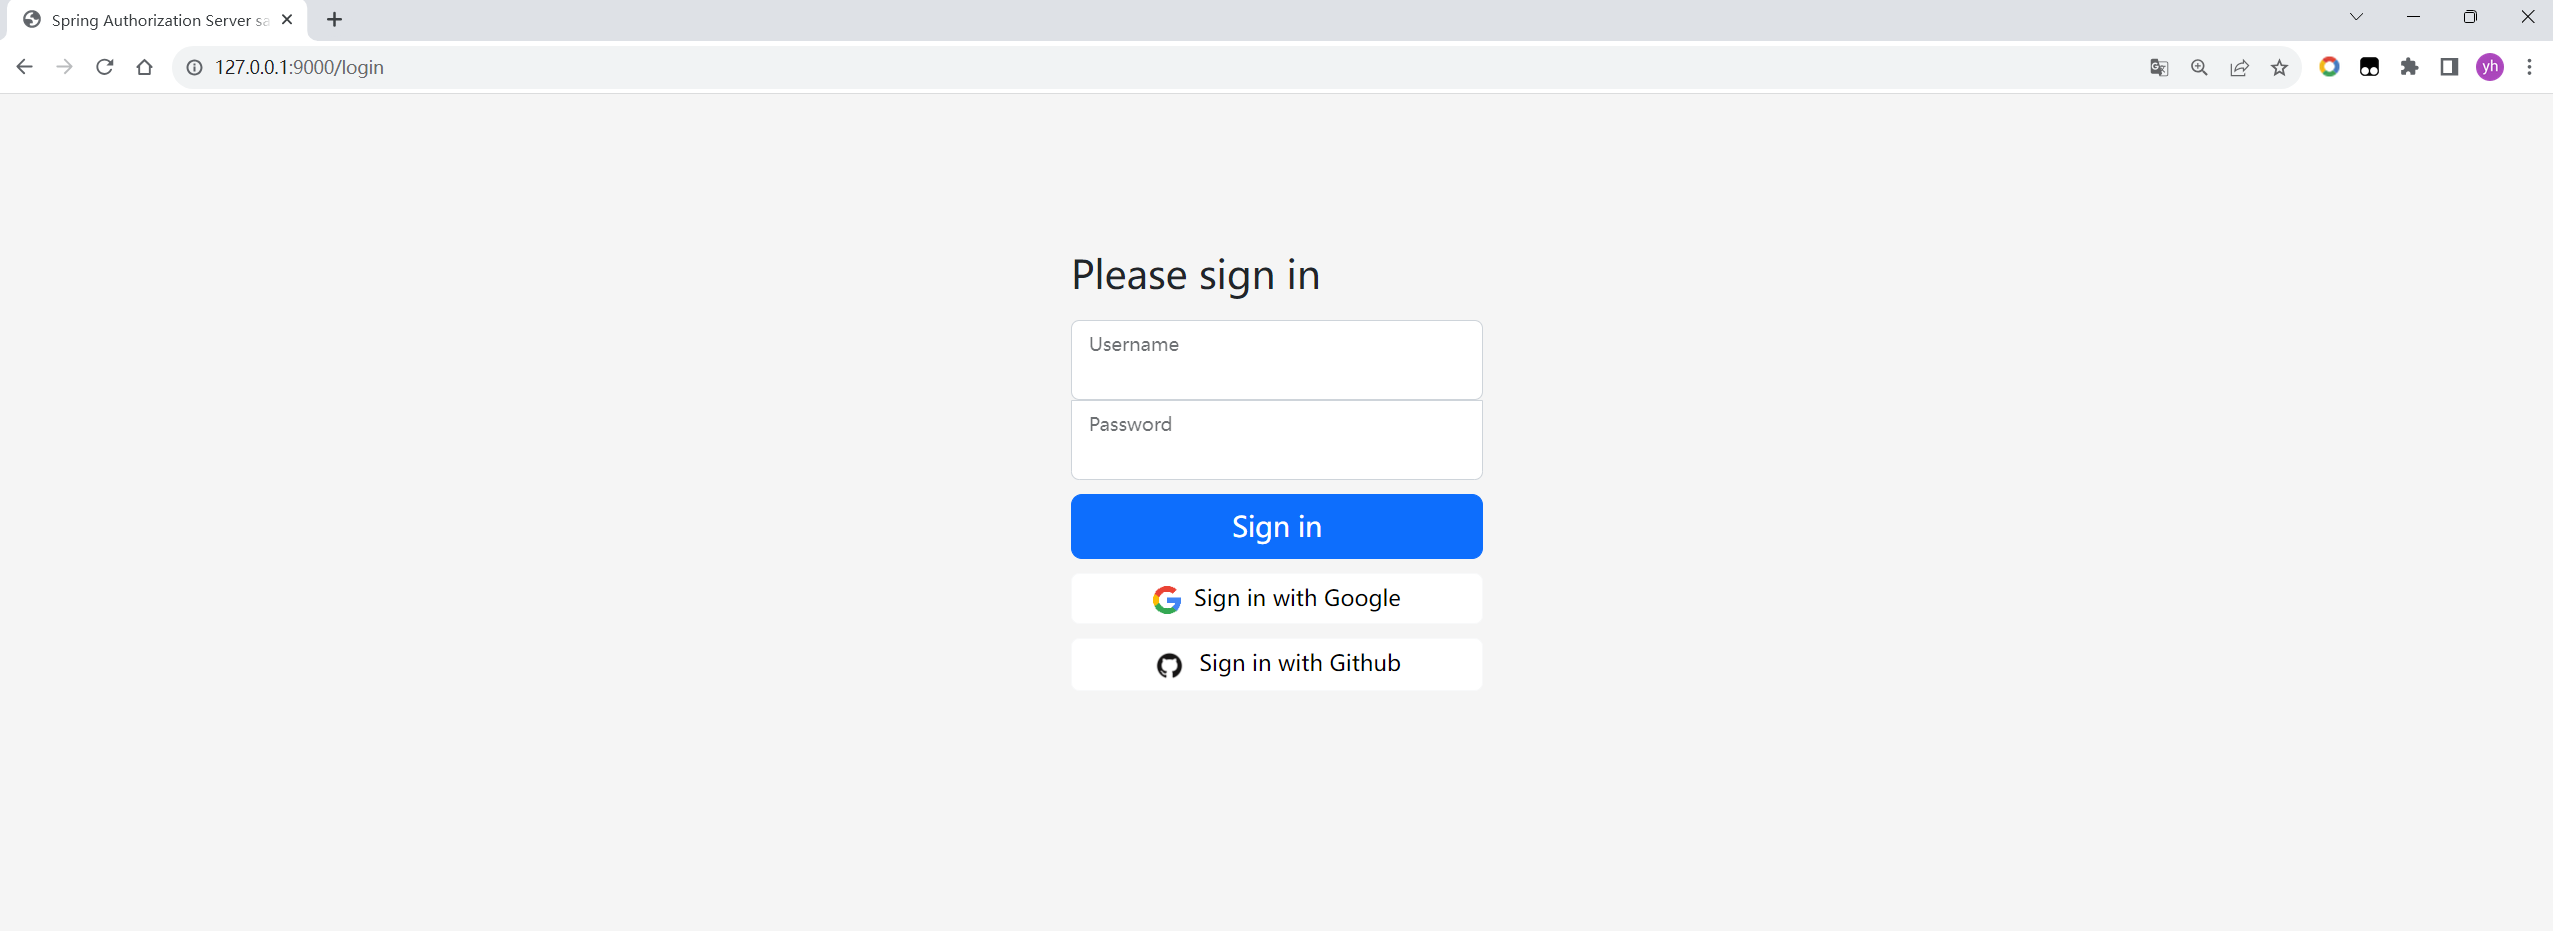 Spring Authorization Server sa
127.0.0.1:9000/login
yh
Please sign in
Username
Password
Sign in
Sign in with Google
Sign in with Github